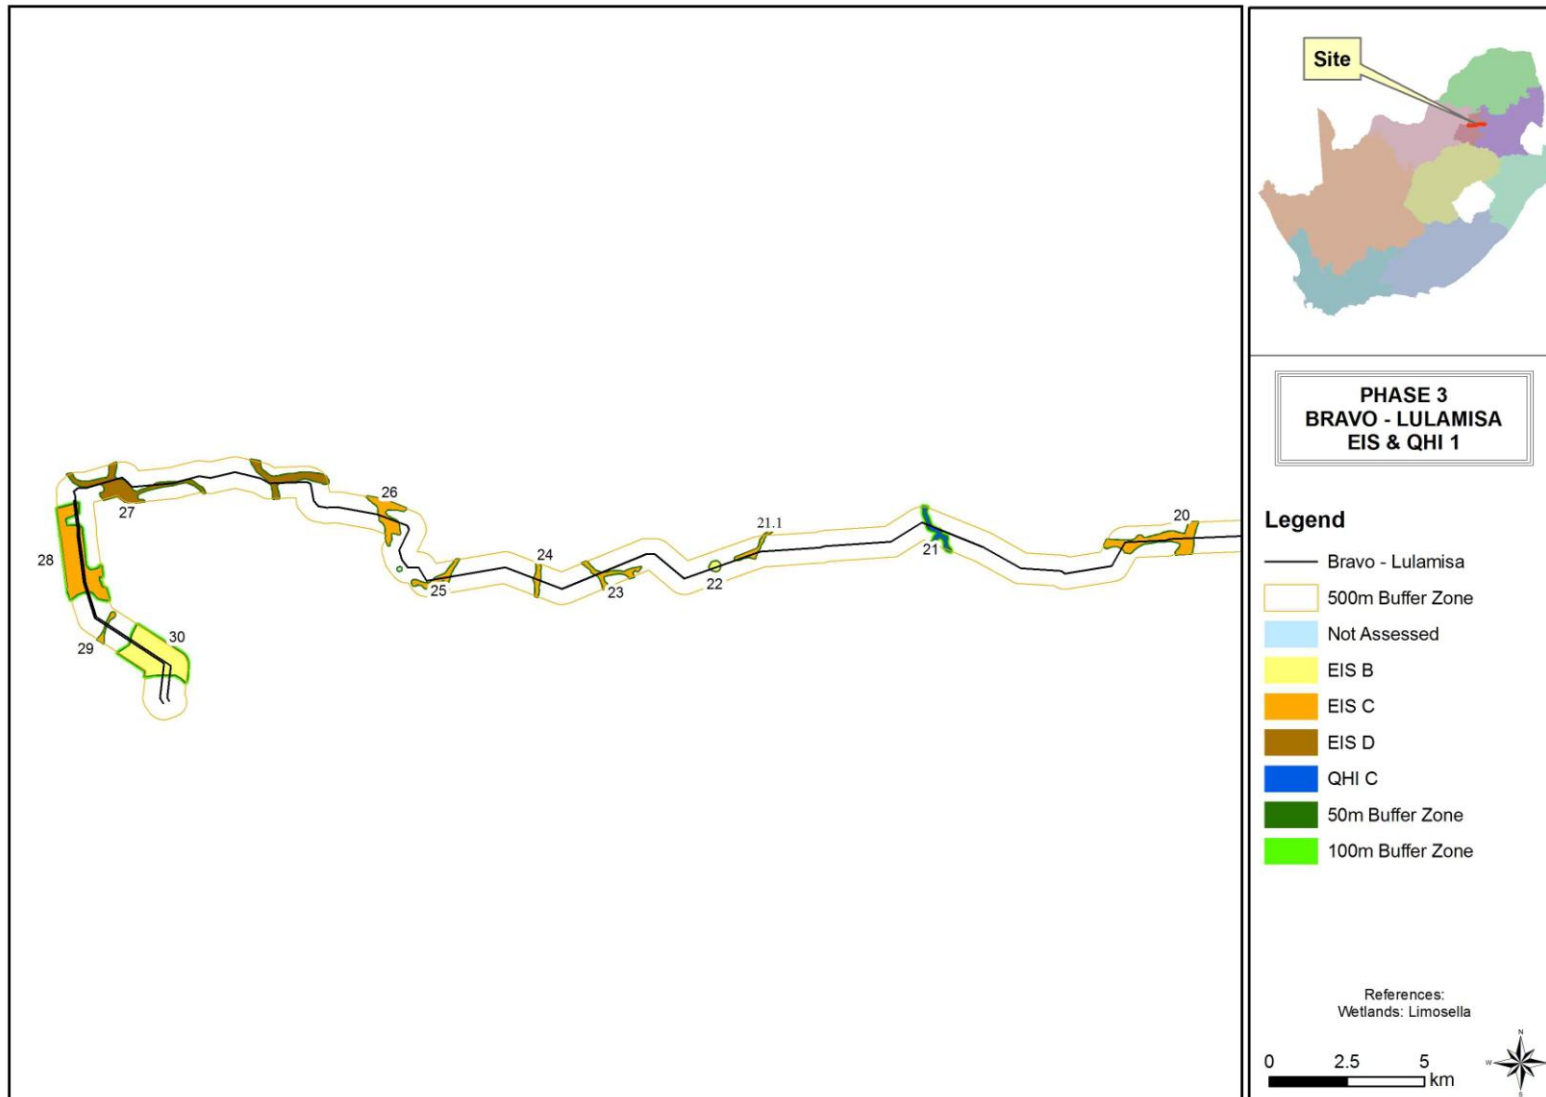 Site
PHASE 3
BRAVO - LULAMISA
EIS & QHI 1
Legend
Bravo - Lulamisa
500m Buffer Zone
Not Assessed
EIS B
EIS C
EIS D
QHI C
50m Buffer Zone
100m Buffer Zone
References:
Wetlands: Limosella
0 2.5 5
km
N
W
S
20
21
21.1
22
23
24
25
26
27
28
29
30